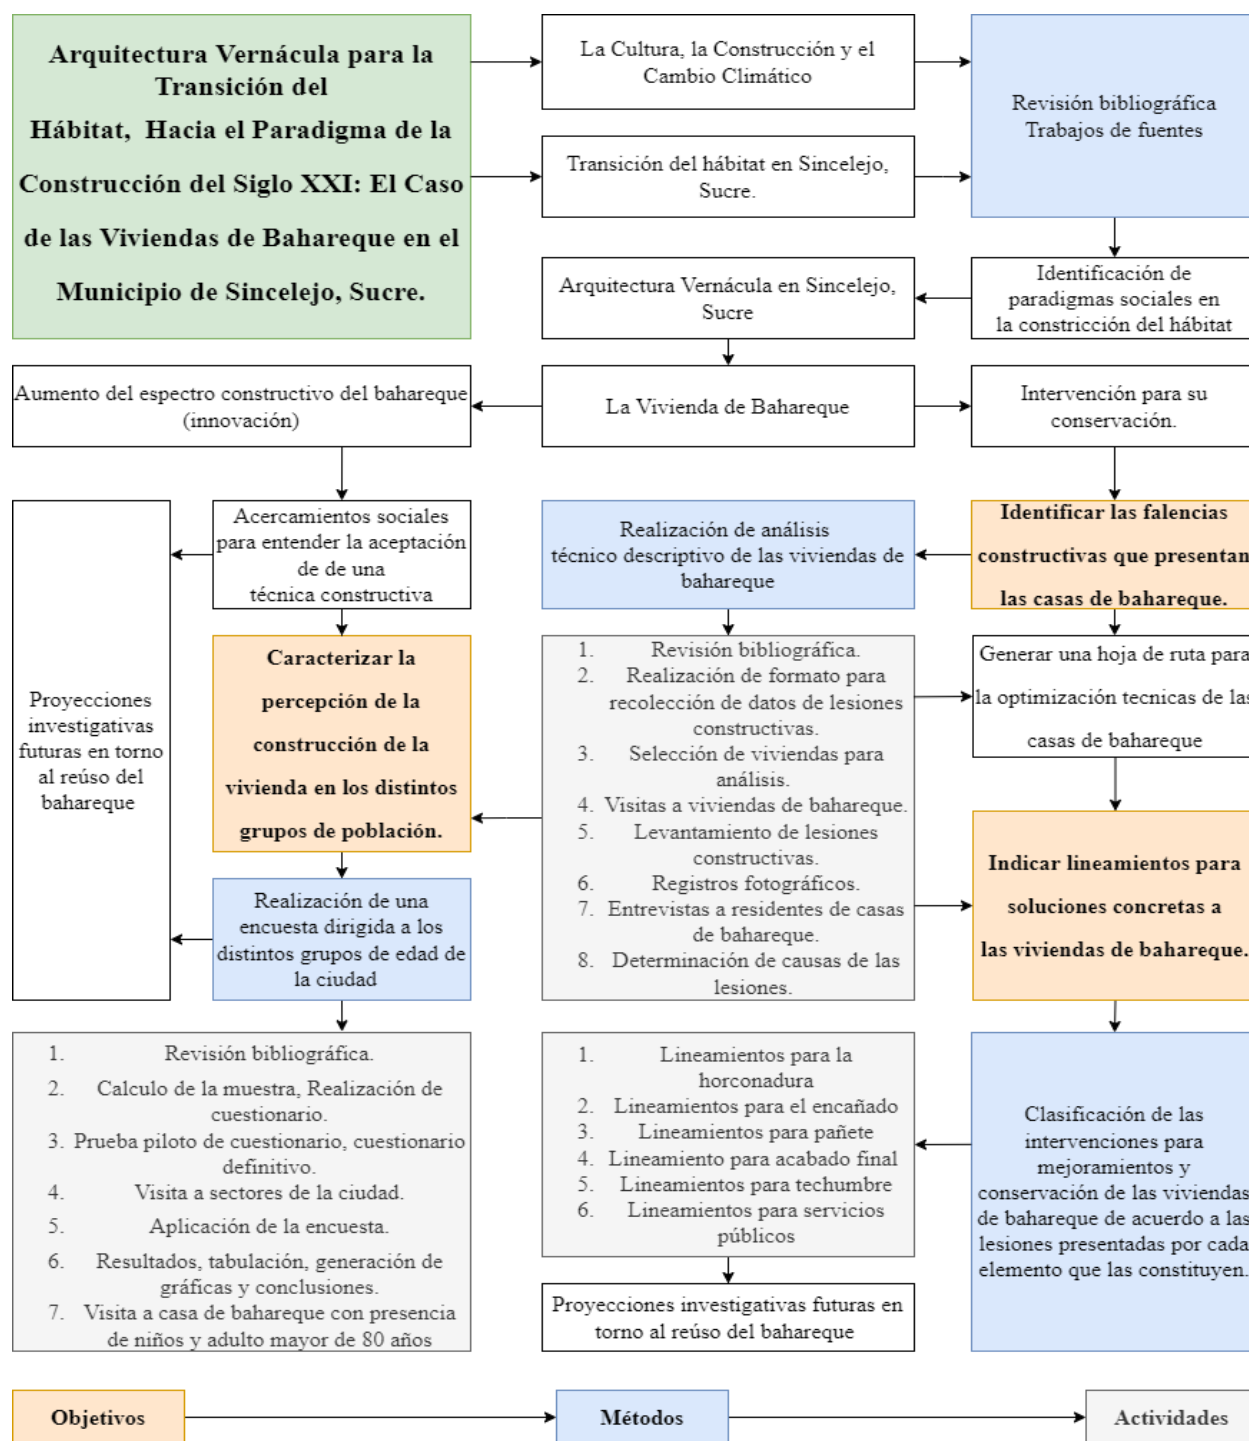 Arquitectura Vernácula para la
Transición del
Hábitat, Hacia el Paradigma de la
Construcción del Siglo XXI: El Caso
de las Viviendas de Bahareque en el
Municipio de Sincelejo, Sucre.
La Cultura, la Construcción y el
Cambio Climático
Revisión bibliográfica
Trabajos de fuentes
Transición del hábitat en Sincelejo,
Sucre.
Arquitectura Vernácula en Sincelejo,
Sucre
Identificación de
paradigmas sociales en
la constricción del hábitat
Aumento del espectro constructivo del bahareque
(innovación)
La Vivienda de Bahareque
Intervención para su
conservación.
Proyecciones
investigativas
futuras en torno
al reúso del
bahareque
Acercamientos sociales
para entender la aceptación
de de una
técnica constructiva
Realización de análisis
técnico descriptivo de las viviendas de
bahareque
Identificar las falencias
constructivas que presentan
las casas de bahareque.
Caracterizar la
percepción de la
construcción de la
vivienda en los distintos
grupos de población.
1. Revisión bibliográfica.
2. Realización de formato para
recolección de datos de lesiones
constructivas.
3. Selección de viviendas para
análisis.
4. Visitas a viviendas de bahareque.
5. Levantamiento de lesiones
constructivas.
6. Registros fotográficos.
7. Entrevistas a residentes de casas
de bahareque.
8. Determinación de causas de las
lesiones.
Generar una hoja de ruta para
la optimización tecnicas de las
casas de bahareque
Indicar lineamientos para
soluciones concretas a
las viviendas de bahareque.
Realización de una
encuesta dirigida a los
distintos grupos de edad de
la ciudad
1. Revisión bibliográfica.
2. Calculo de la muestra, Realización de
cuestionario.
3. Prueba piloto de cuestionario, cuestionario
definitivo.
4. Visita a sectores de la ciudad.
5. Aplicación de la encuesta.
6. Resultados, tabulación, generación de
gráficas y conclusiones.
7. Visita a casa de bahareque con presencia
de niños y adulto mayor de 80 años
1. Lineamientos para la
horconadura
2. Lineamientos para el encañado
3. Lineamientos para pañete
4. Lineamiento para acabado final
5. Lineamientos para techumbre
6. Lineamientos para servicios
públicos
Clasificación de las
intervenciones para
mejoramientos y
conservación de las viviendas
de bahareque de acuerdo a las
lesiones presentadas por cada
elemento que las constituyen.
Proyecciones investigativas futuras en
torno al reúso del bahareque
Objetivos
Métodos
Actividades